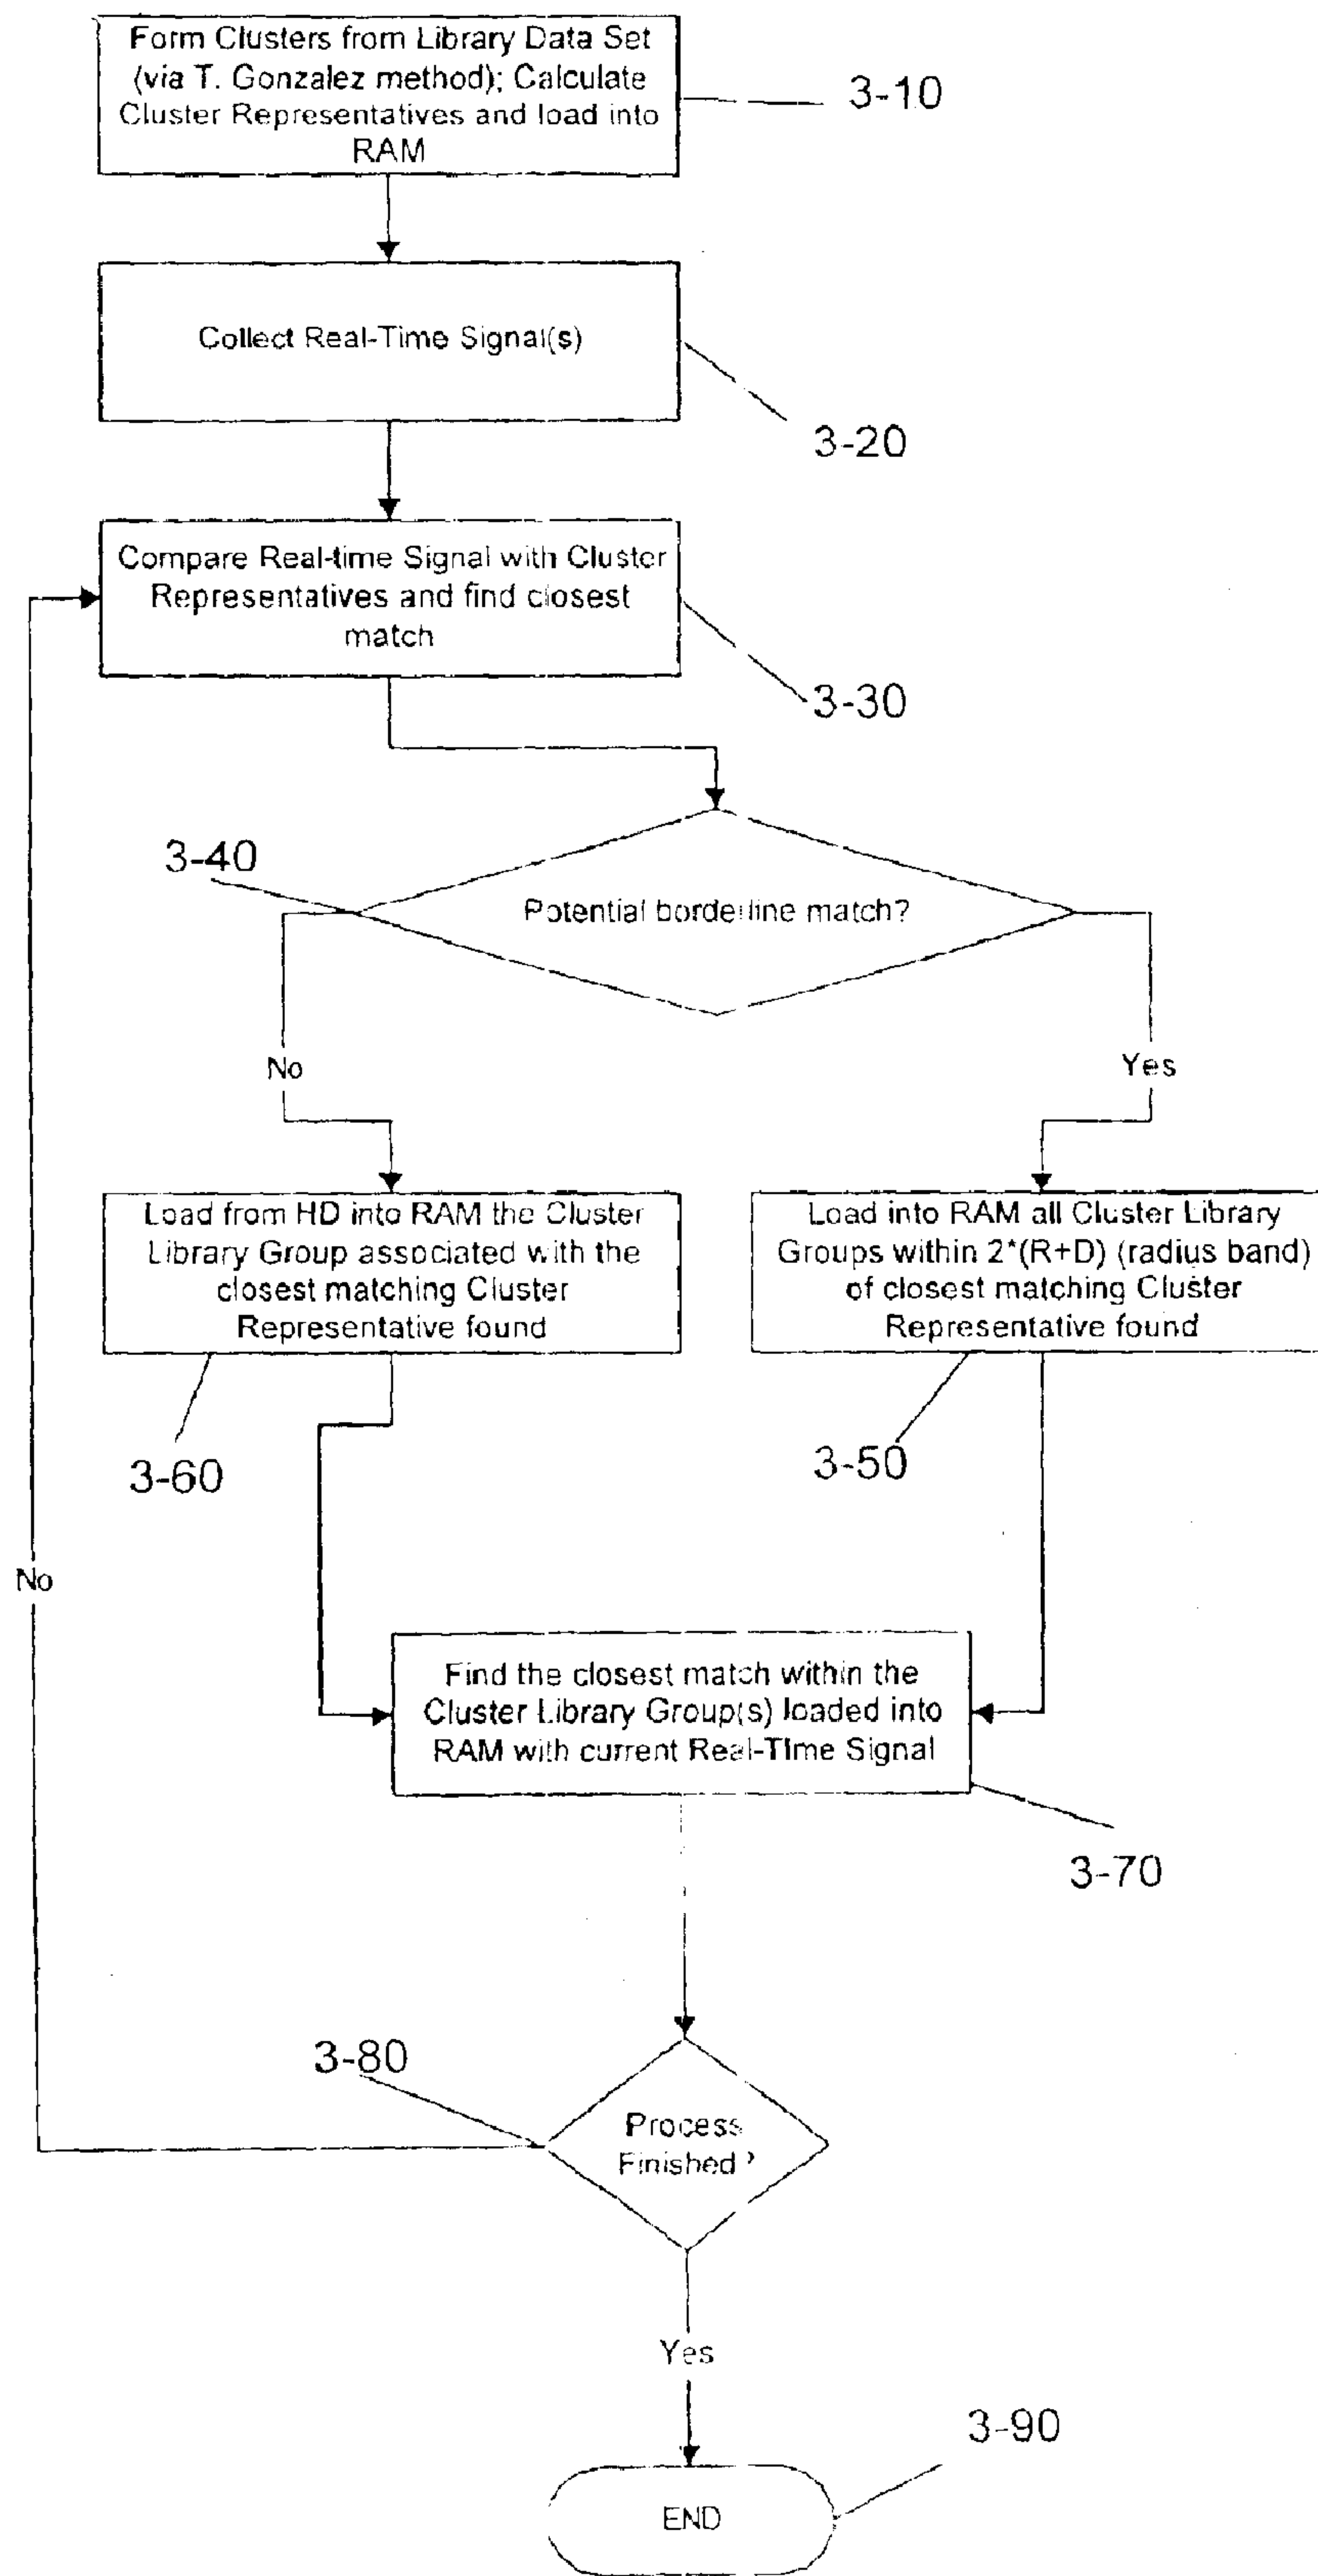 Form Clusters from Library Data Set
(via T. Gonzalez method); Calculate
Cluster Representatives and load into
RAM
3-10
Collect Real-Time Signal(s)
3-20
Compare Real-time Signal with Cluster
Representatives and find closest
match
3-30
3-40
Potential borderline match?
No
Yes
Load from HD into RAM the Cluster
Library Group associated with the
closest matching Cluster
Representative found
3-60
Load into RAM all Cluster Library
Groups within 2*(R+D) (radius band)
of closest matching Cluster
Representative found
3-50
No
Find the closest match within the
Cluster Library Group(s) loaded into
RAM with current Real-TIme Signal
3-70
3-80
Process
Finished?
Yes
3-90
END